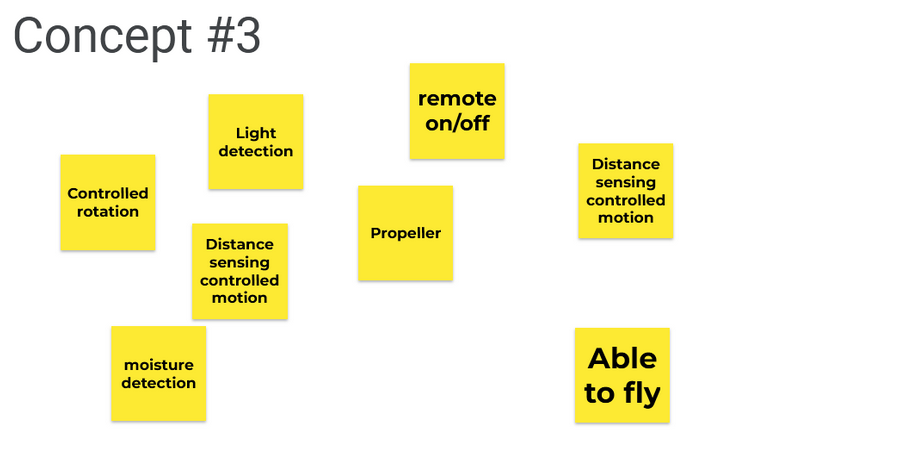 Concept #3
remote
on/off
Light
detection
Distance
sensing
controlled
motion
Controlled
rotation
Propeller
Distance
sensing
controlled
motion
moisture
detection
Able
to fly